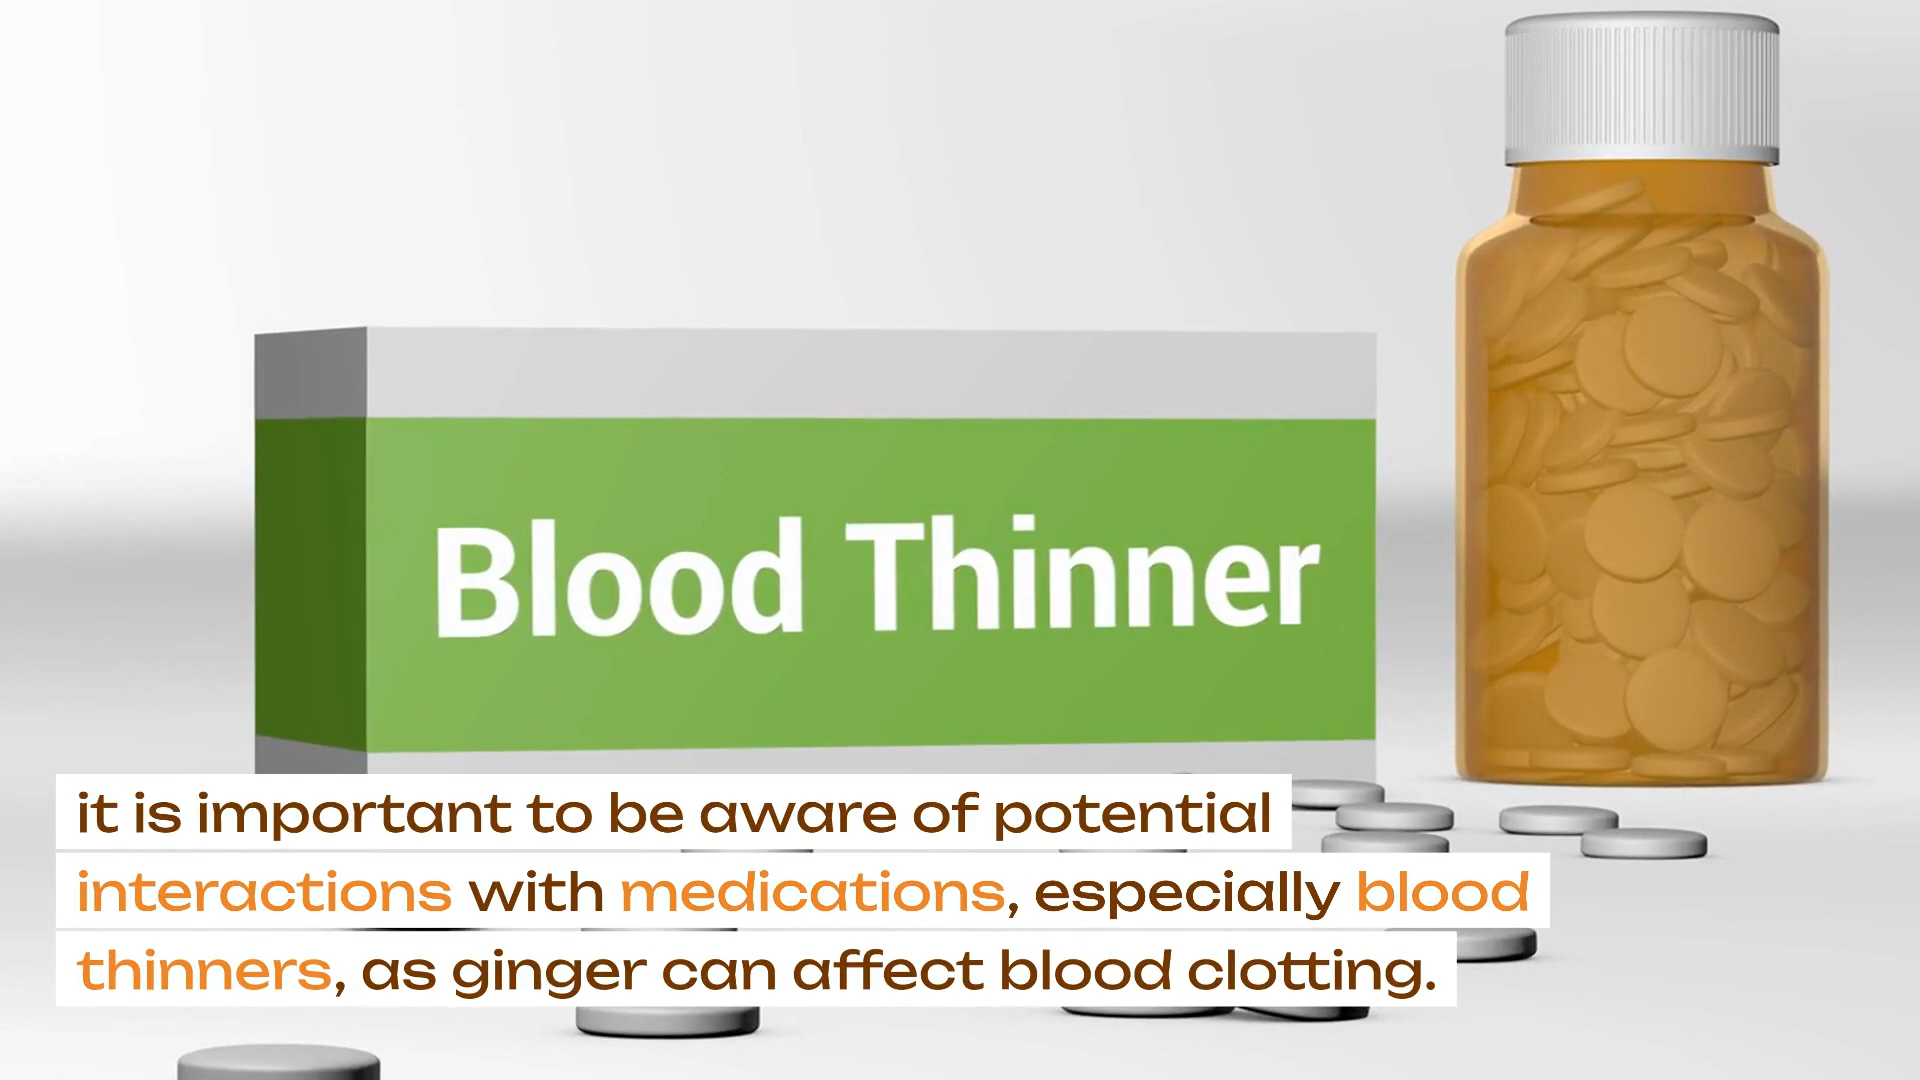 Blood Thinner
it is important to be aware of potential
interactions with medications, especially blood
thinners, as ginger can affect blood clotting.